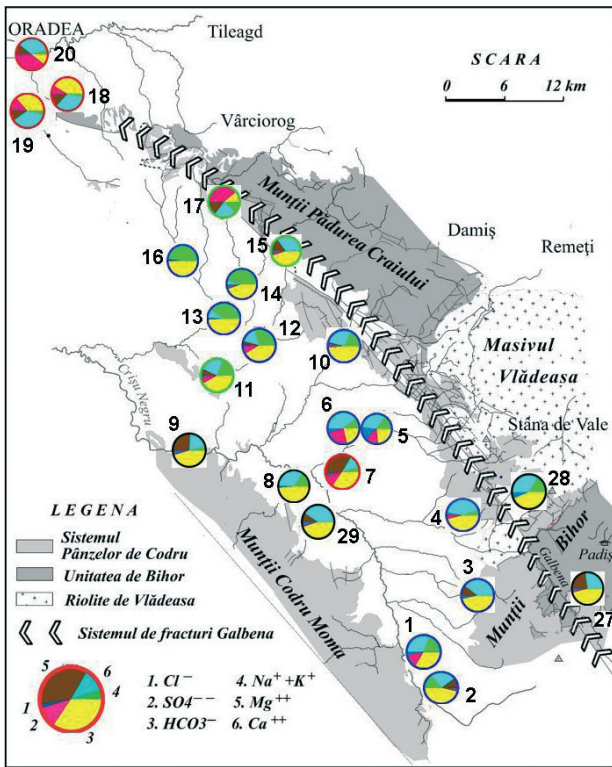 ORADEA
Tileagd
20
18
19
SCARA
0 6 12 km
Vârciorog
Munții Pădurea Craiului
17
15
Damiș
Remeți
16
14
13
12
10
Masivul
Vlădeasa
11
Crișu Negru
9
6
5
7
Stâna de Vale
28
8
29
4
Bihor
Padiș
Galbena
27
3
Munții
1
2
Munții Codru Moma
LEGENA
Sistemul
Pânzelor de Codru
Unitatea de Bihor
Riolite de Vlădeasa
Sistemul de fracturi Galbena
5
6
4
1
2
3
1. Cl⁻ 4. Na⁺ +K⁺
2. SO4⁻⁻ 5. Mg⁺⁺
3. HCO3⁻ 6. Ca⁺⁺